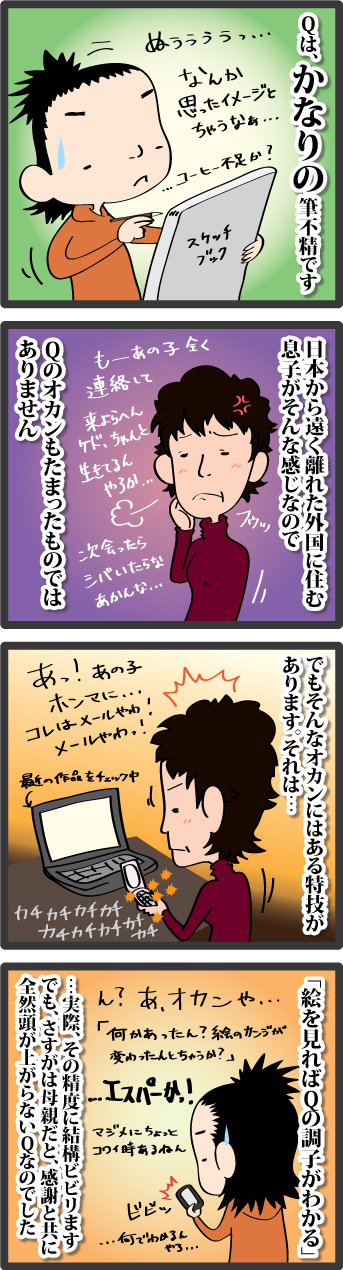 Qは、かなりの筆不精です
ぬぅぅぅぅっ…
なんか
思ったイメージと
ちゃうなぁ…
…コーヒー不足か？
スケッチ
ブック
日本から遠く離れた外国に住む
息子がそんな感じなので
もーあの子全く
連絡して
来よらへん
ケド、ちゃんと
生きてるん
やろか…
フゥッ
次会ったら
シバいたらな
あかんな…
Qのオカンもたまったものでは
ありません
でもそんなオカンにはある特技が
あります。それは…
あっ！あの子
ホンマに…
コレはメールやわ！
メールやわっ！
最近の作品をチェック中
カチカチカチカチ
カチカチカチカチ
カチ
「絵を見ればQの調子がわかる」
ん？あ、オカンや…
「何かあったん？絵のカンジが
変わったんとちゃうか？」
…エスパーか！
マジメにちょっと
コワイ時あるねん
ビビッ
…何でわかるん
やろ…
…実際、その精度に結構ビビります
でも、さすがは母親だと、感謝と共に
全然頭が上がらないQなのでした